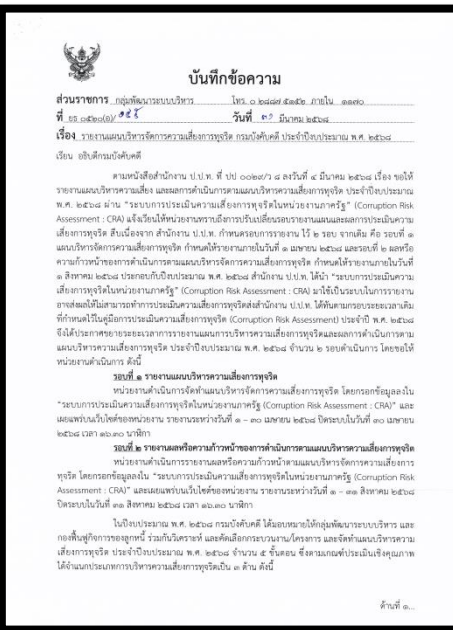 บันทึกข้อความ
ส่วนราชการ กลุ่มพัฒนาระบบบริหาร โทร. ๐ ๒๘๘๗ ๕๑๕๒ ภายใน ๑๑๗๐
ที่ ยธ ๐๕๒๐(ย)/ วันที่ มีนาคม ๒๕๖๘
เรื่อง รายงานแผนบริหารจัดการความเสี่ยงการทุจริต กรมบังคับคดี ประจำปีงบประมาณ พ.ศ. ๒๕๖๘
เรียน อธิบดีกรมบังคับคดี
ตามหนังสือสำนักงาน ป.ป.ท. ที่ ปป ๐๐๒๙/ว ๘ ลงวันที่ ๔ มีนาคม ๒๕๖๘ เรื่อง ขอให้
รายงานแผนบริหารความเสี่ยง และผลการดำเนินการตามแผนบริหารความเสี่ยงการทุจริต ประจำปีงบประมาณ
พ.ศ. ๒๕๖๘ ผ่าน "ระบบการประเมินความเสี่ยงการทุจริตในหน่วยงานภาครัฐ" (Corruption Risk
Assessment : CRA) แจ้งเวียนให้หน่วยงานทราบถึงการปรับเปลี่ยนรอบรายงานแผนและผลการประเมินความ
เสี่ยงการทุจริต สืบเนื่องจาก สำนักงาน ป.ป.ท. กำหนดรอบการรายงาน ไว้ ๒ รอบ จากเดิม คือ รอบที่ ๑
แผนบริหารจัดการความเสี่ยงการทุจริต กำหนดให้รายงานภายในวันที่ ๑ เมษายน ๒๕๖๘ และรอบที่ ๒ ผลหรือ
ความก้าวหน้าของการดำเนินการตามแผนบริหารจัดการความเสี่ยงการทุจริต กำหนดให้รายงานภายในวันที่
๑ สิงหาคม ๒๕๖๘ ประกอบกับปีงบประมาณ พ.ศ. ๒๕๖๘ สำนักงาน ป.ป.ท. ได้นำ "ระบบการประเมินความ
เสี่ยงการทุจริตในหน่วยงานภาครัฐ" (Corruption Risk Assessment : CRA) มาใช้เป็นระบบในการรายงาน
อาจส่งผลให้ไม่สามารถทำการประเมินความเสี่ยงการทุจริตส่งสำนักงาน ป.ป.ท. ได้ทันตามกรอบระยะเวลาเดิม
ที่กำหนดไว้ในคู่มือการประเมินความเสี่ยงการทุจริต (Corruption Risk Assessment) ประจำปี พ.ศ. ๒๕๖๘
จึงได้ประกาศขยายระยะเวลาการรายงานแผนการบริหารความเสี่ยงการทุจริตและผลการดำเนินการตาม
แผนบริหารความเสี่ยงการทุจริต ประจำปีงบประมาณ พ.ศ. ๒๕๖๘ จำนวน ๒ รอบดำเนินการ โดยขอให้
หน่วยงานดำเนินการ ดังนี้
รอบที่ ๑ รายงานแผนบริหารจัดการความเสี่ยงการทุจริต
หน่วยงานดำเนินการจัดทำแผนบริหารจัดการความเสี่ยงการทุจริต โดยกรอกข้อมูลลงใน
"ระบบการประเมินความเสี่ยงการทุจริตในหน่วยงานภาครัฐ (Corruption Risk Assessment : CRA)" และ
เผยแพร่บนเว็บไซต์ของหน่วยงาน รายงานระหว่างวันที่ ๑ – ๓๐ เมษายน ๒๕๖๘ ปิดระบบในวันที่ ๓๐ เมษายน
๒๕๖๘ เวลา ๑๖.๓๐ นาฬิกา
รอบที่ ๒ รายงานผลหรือความก้าวหน้าของการดำเนินการตามแผนบริหารจัดการความเสี่ยงการทุจริต
หน่วยงานดำเนินการรายงานผลหรือความก้าวหน้าตามแผนบริหารจัดการความเสี่ยงการ
ทุจริต โดยกรอกข้อมูลลงใน "ระบบการประเมินความเสี่ยงการทุจริตในหน่วยงานภาครัฐ (Corruption Risk
Assessment : CRA)" และเผยแพร่บนเว็บไซต์ของหน่วยงาน รายงานระหว่างวันที่ ๑ – ๓๑ สิงหาคม ๒๕๖๘
ปิดระบบในวันที่ ๓๑ สิงหาคม ๒๕๖๘ เวลา ๑๖.๓๐ นาฬิกา
ในปีงบประมาณ พ.ศ. ๒๕๖๘ กรมบังคับคดี ได้มอบหมายให้กลุ่มพัฒนาระบบบริหาร และ
กองฟื้นฟูกิจการของลูกหนี้ ร่วมกันวิเคราะห์ และคัดเลือกกระบวนงาน/โครงการ และจัดทำแผนบริหารความ
เสี่ยงการทุจริต ประจำปีงบประมาณ พ.ศ. ๒๕๖๘ จำนวน ๕ ขั้นตอน ซึ่งตามเกณฑ์ประเมินเชิงคุณภาพ
ได้จำแนกประเภทการบริหารความเสี่ยงการทุจริตเป็น ๓ ด้าน ดังนี้
ด้านที่ ๑...